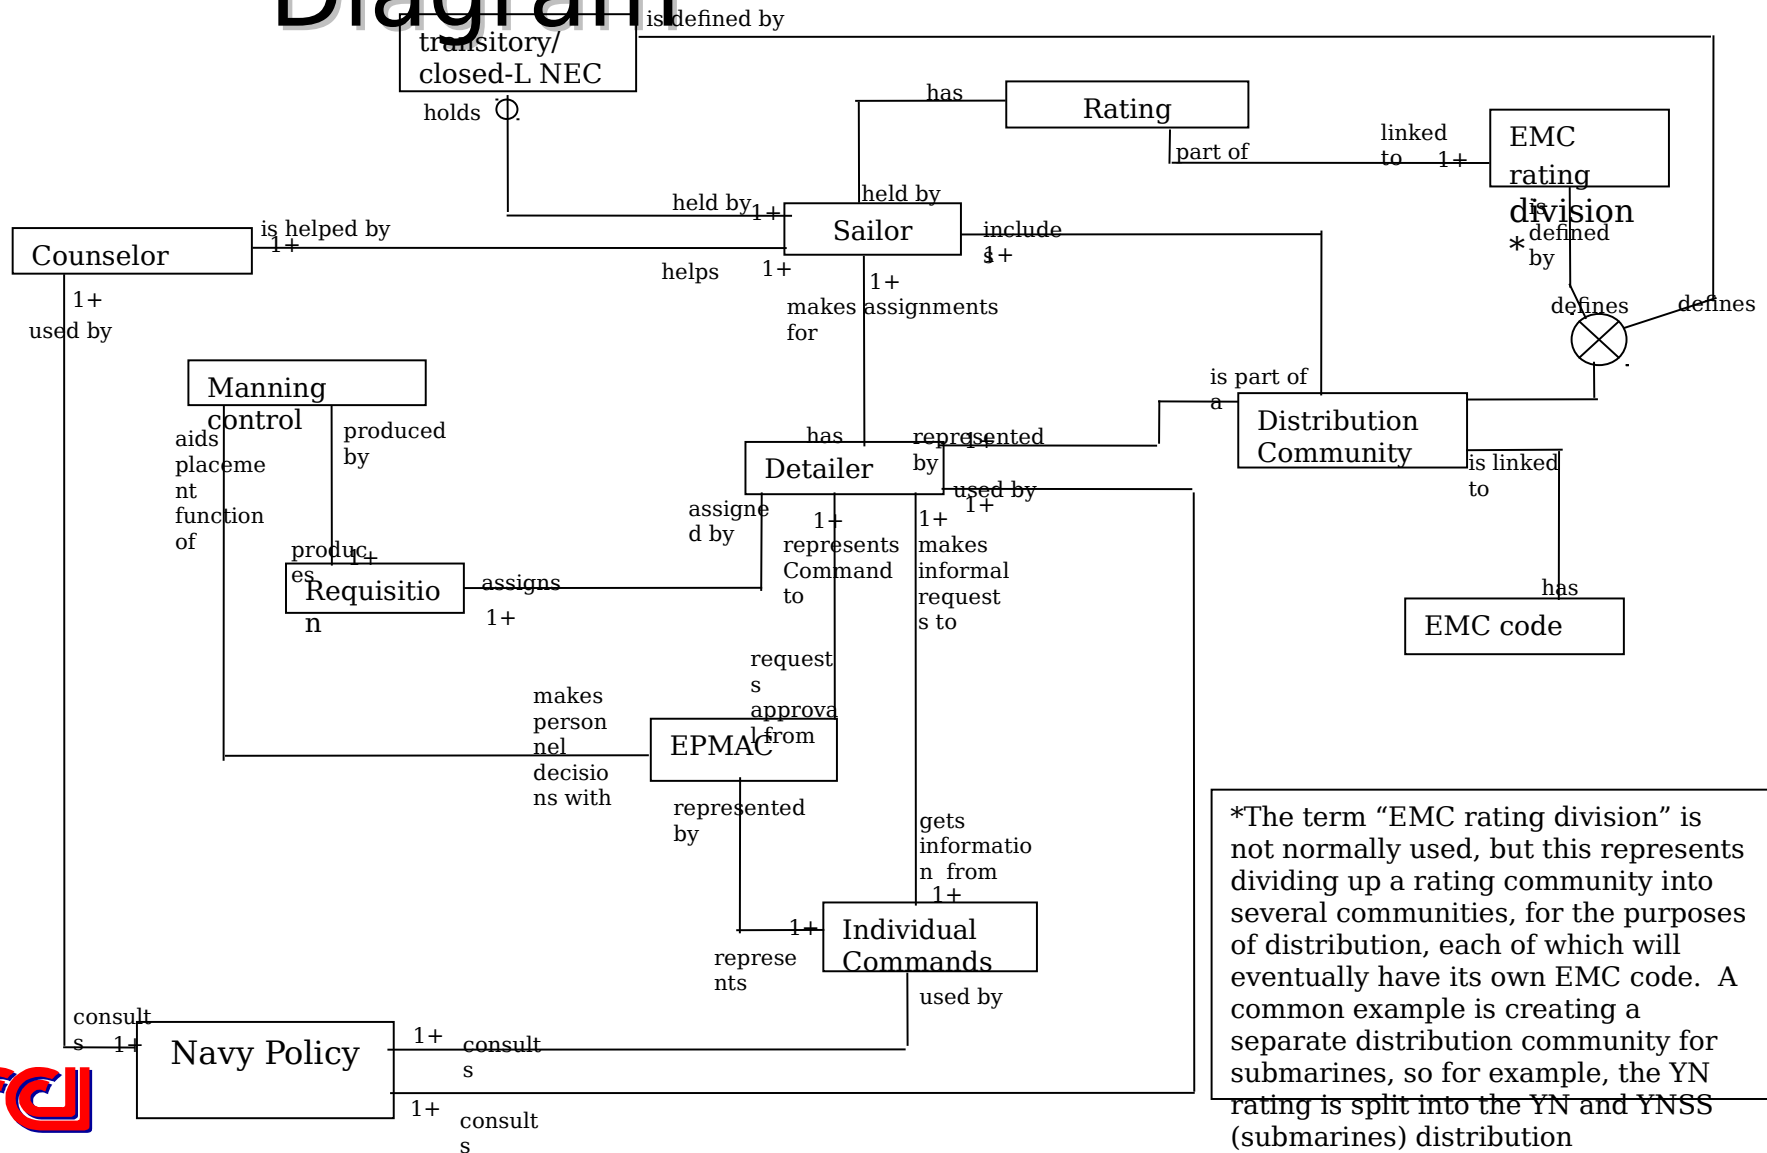 Diagram
is defined by
transitory/
closed-L NEC
holds
has
Rating
part of
linked
to
1+
EMC
rating
division
*
is
defined
by
defines
defines
held by
1+
held by
Sailor
is helped by
1+
Counselor
helps
1+
include
s
1+
1+
makes assignments
for
1+
used by
Manning
control
aids
placeme
nt
function
of
produced
by
produc
es
1+
Requisitio
n
assigns
1+
has
Detailer
represented
by
1+
used by
1+
is part of
a
Distribution
Community
is linked
to
has
EMC code
assigne
d by
1+
represents
Command
to
1+
makes
informal
request
s to
request
s
approva
l from
makes
person
nel
decisio
ns with
EPMAC
represented
by
gets
informatio
n from
1+
1+
Individual
Commands
represe
nts
used by
consult
s
1+
Navy Policy
1+
consult
s
1+
consult
s
*The term “EMC rating division” is
not normally used, but this represents
dividing up a rating community into
several communities, for the purposes
of distribution, each of which will
eventually have its own EMC code. A
common example is creating a
separate distribution community for
submarines, so for example, the YN
rating is split into the YN and YNSS
(submarines) distribution